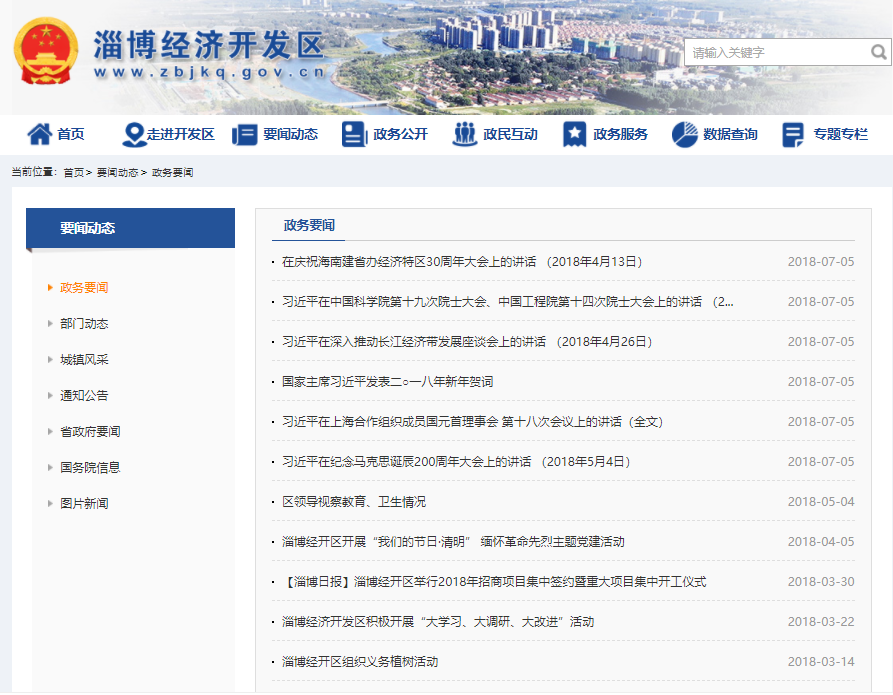 淄博经济开发区
www.zbjkq.gov.cn
请输入关键字
首页 走进开发区 要闻动态 政务公开 政民互动 政务服务 数据查询 专题专栏
当前位置：首页> 要闻动态> 政务要闻
要闻动态
政务要闻
部门动态
城镇风采
通知公告
省政府要闻
国务院信息
图片新闻
政务要闻
在庆祝海南建省办经济特区30周年大会上的讲话 （2018年4月13日） 2018-07-05
习近平在中国科学院第十九次院士大会、中国工程院第十四次院士大会上的讲话 （2... 2018-07-05
习近平在深入推动长江经济带发展座谈会上的讲话 （2018年4月26日） 2018-07-05
国家主席习近平发表二○一八年新年贺词 2018-07-05
习近平在上海合作组织成员国元首理事会 第十八次会议上的讲话（全文） 2018-07-05
习近平在纪念马克思诞辰200周年大会上的讲话 （2018年5月4日） 2018-07-05
区领导视察教育、卫生情况 2018-05-04
淄博经开区开展“我们的节日·清明” 缅怀革命先烈主题党建活动 2018-04-05
【淄博日报】淄博经开区举行2018年招商项目集中签约暨重大项目集中开工仪式 2018-03-30
淄博经济开发区积极开展“大学习、大调研、大改进”活动 2018-03-22
淄博经开区组织义务植树活动 2018-03-14